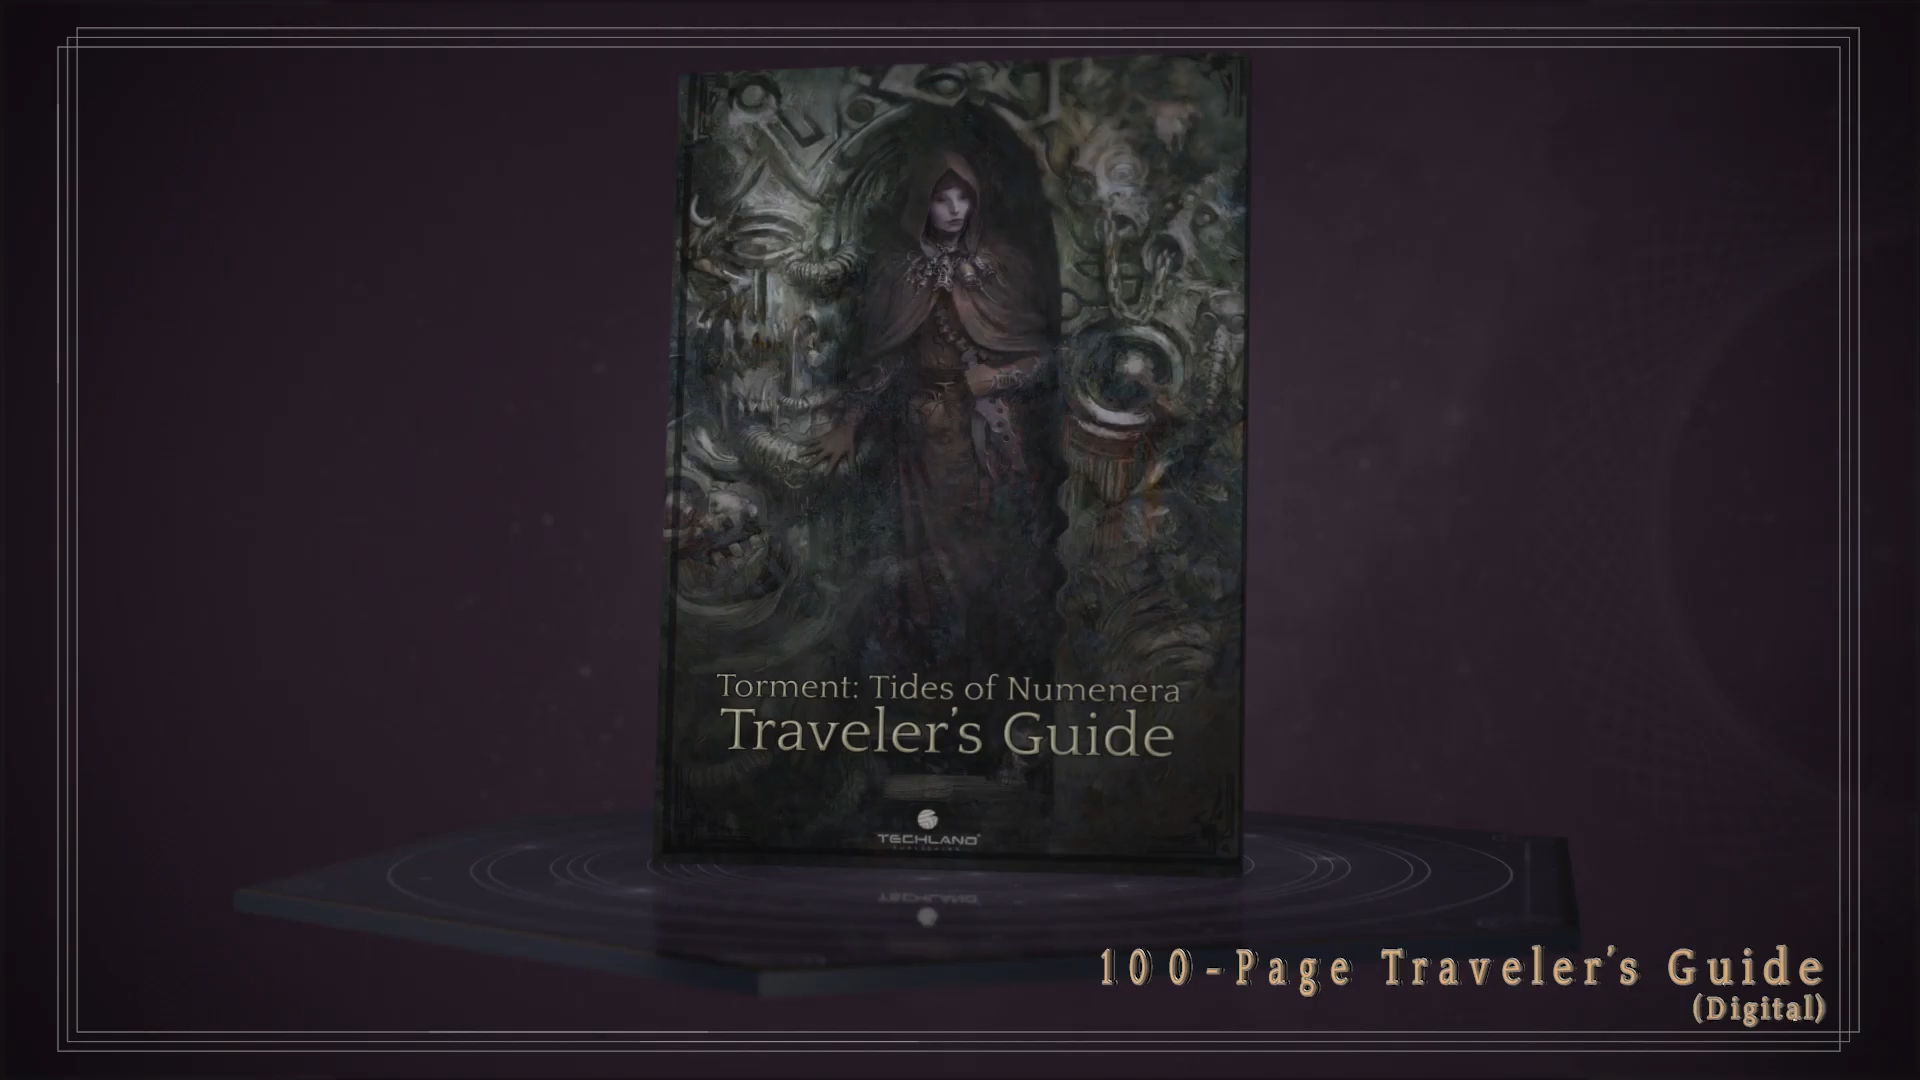 Torment: Tides of Numenera
Traveler's Guide
TECHLAND
100-Page Traveler's Guide
(Digital)